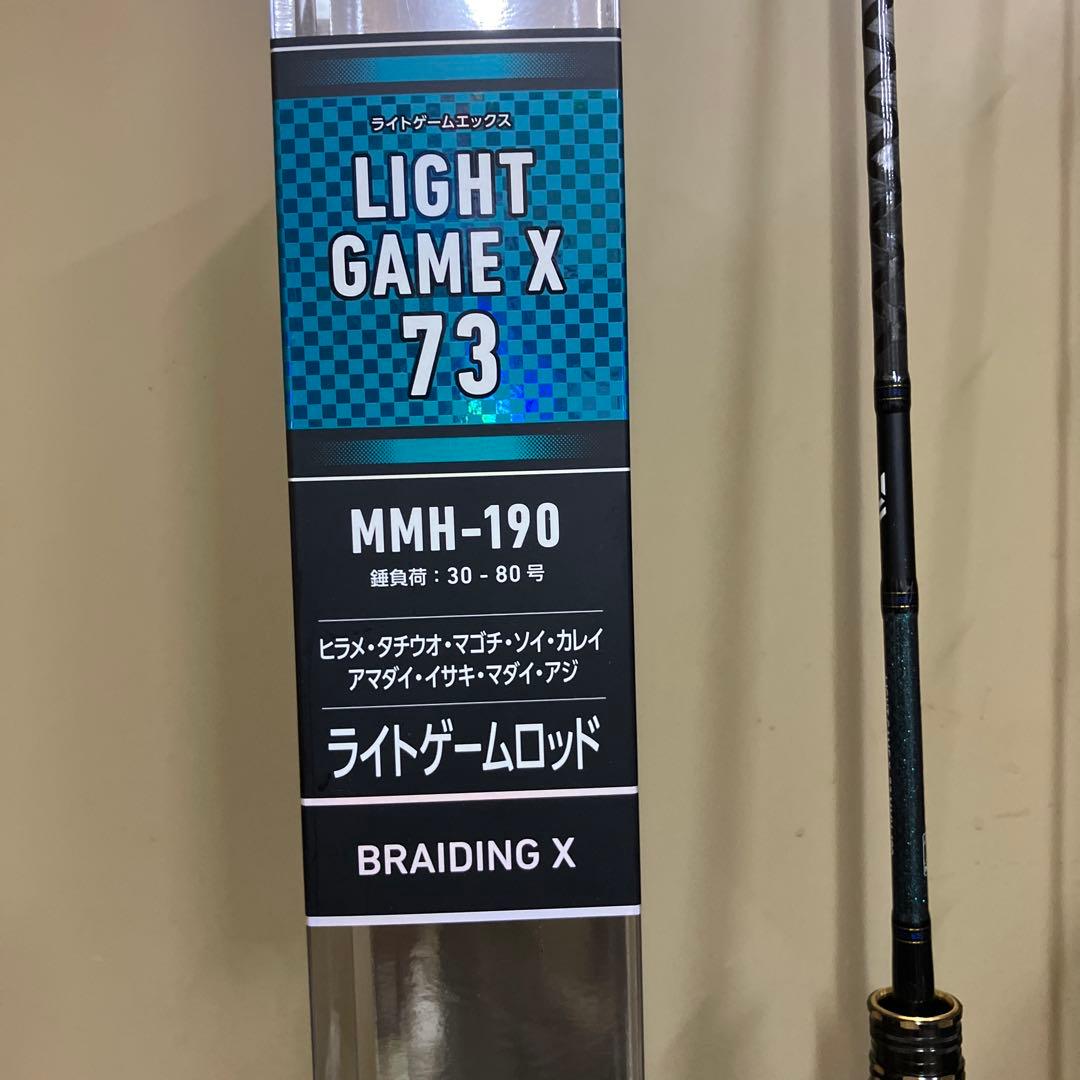 ライトゲームエックス
LIGHT
GAME X
73
MMH-190
錘負荷：30 - 80 号
ヒラメ・タチウオ・マゴチ・ソイ・カレイ
アマダイ・イサキ・マダイ・アジ
ライトゲームロッド
BRAIDING X